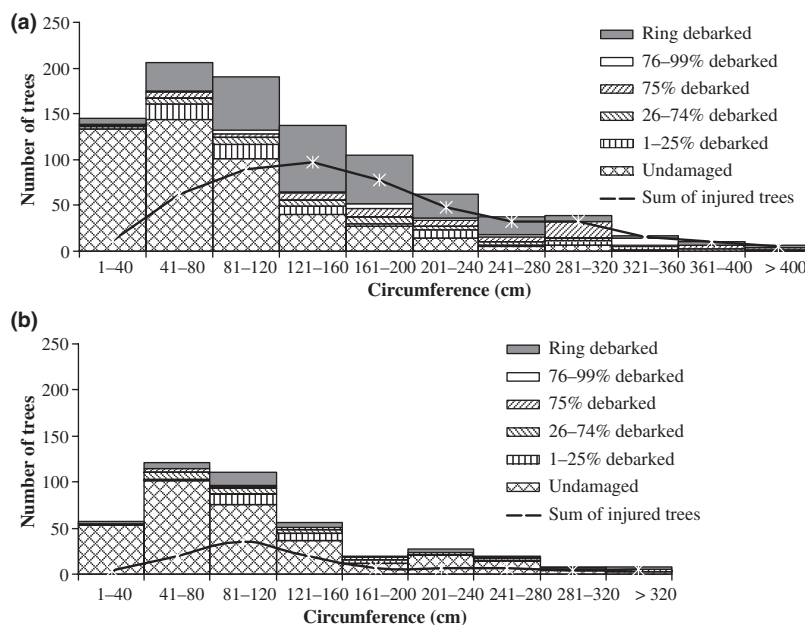 (a)
250
200
150
100
50
0
Number of trees
Ring debarked
76–99% debarked
75% debarked
26–74% debarked
1–25% debarked
Undamaged
Sum of injured trees
1–40 41–80 81–120 121–160 161–200 201–240 241–280 281–320 321–360 361–400 > 400
Circumference (cm)
(b)
250
200
150
100
50
0
Number of trees
Ring debarked
76–99% debarked
75% debarked
26–74% debarked
1–25% debarked
Undamaged
Sum of injured trees
1–40 41–80 81–120 121–160 161–200 201–240 241–280 281–320 > 320
Circumference (cm)